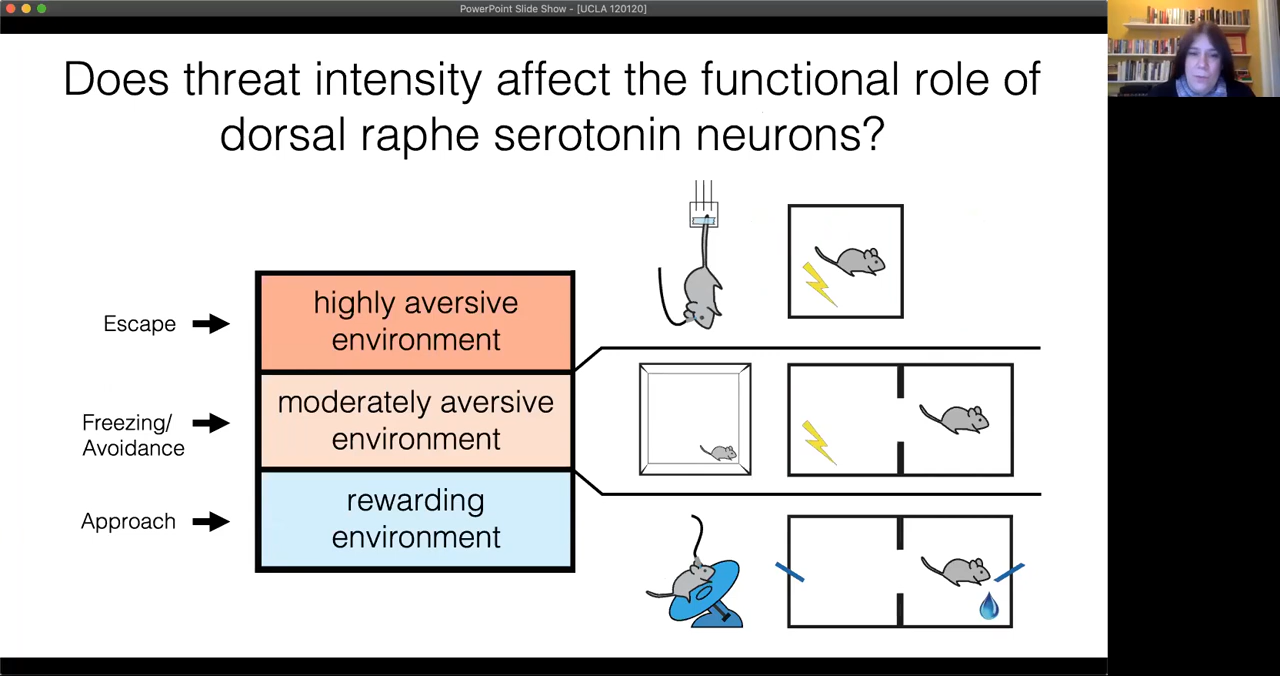 PowerPoint Slide Show - [UCLA 120120]
Does threat intensity affect the functional role of
dorsal raphe serotonin neurons?
Escape
highly aversive
environment
Freezing/
Avoidance
moderately aversive
environment
Approach
rewarding
environment